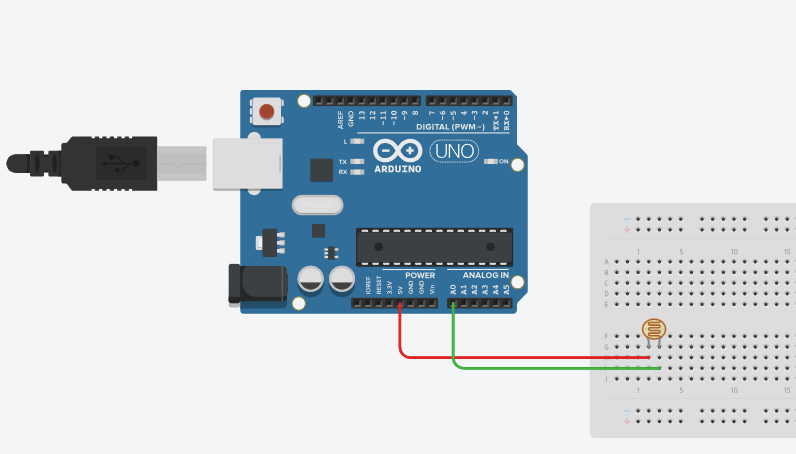 AREF
GND
13
12
~11
~10
~9
8
7
~6
~5
4
~3
2
TX→1
RX←0
DIGITAL (PWM~)
L
TX
RX
ARDUINO
UNO
ON
POWER
ANALOG IN
IOREF
RESET
3.3V
5V
GND
GND
Vin
A0
A1
A2
A3
A4
A5
− +
1 5 10 15
A
B
C
D
E
F
G
J
1 5 10 15
− +